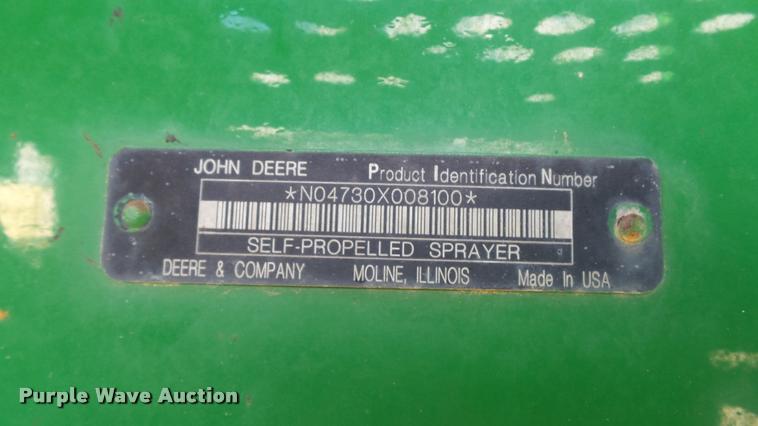 JOHN DEERE Product Identification Number
*N04730X008100*
SELF-PROPELLED SPRAYER
DEERE & COMPANY MOLINE, ILLINOIS Made In USA
Purple Wave Auction